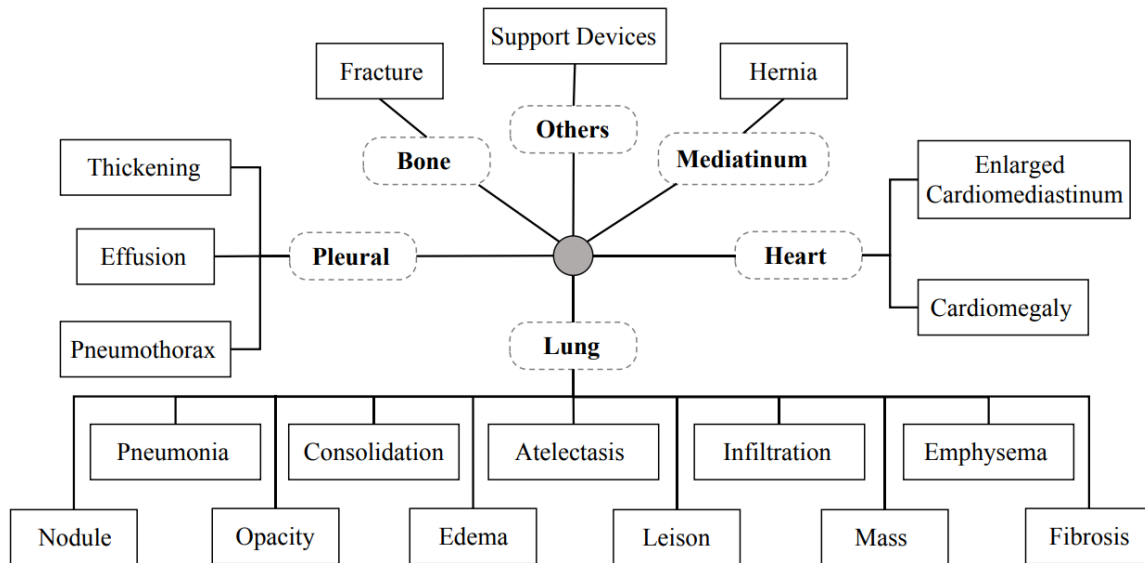 Support Devices
Fracture
Hernia
Others
Bone
Mediatinum
Thickening
Enlarged
Cardiomediastinum
Effusion
Pleural
Heart
Pneumothorax
Cardiomegaly
Lung
Pneumonia
Consolidation
Atelectasis
Infiltration
Emphysema
Nodule
Opacity
Edema
Leison
Mass
Fibrosis